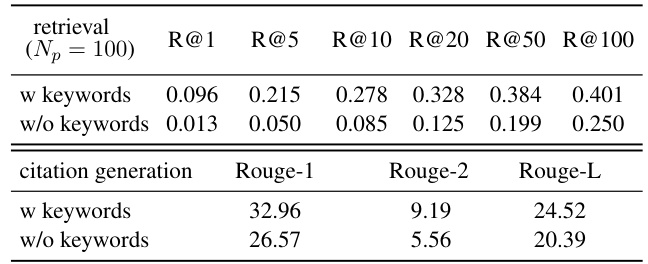 retrieval
(Np = 100) R@1 R@5 R@10 R@20 R@50 R@100
w keywords 0.096 0.215 0.278 0.328 0.384 0.401
w/o keywords 0.013 0.050 0.085 0.125 0.199 0.250
citation generation Rouge-1 Rouge-2 Rouge-L
w keywords 32.96 9.19 24.52
w/o keywords 26.57 5.56 20.39